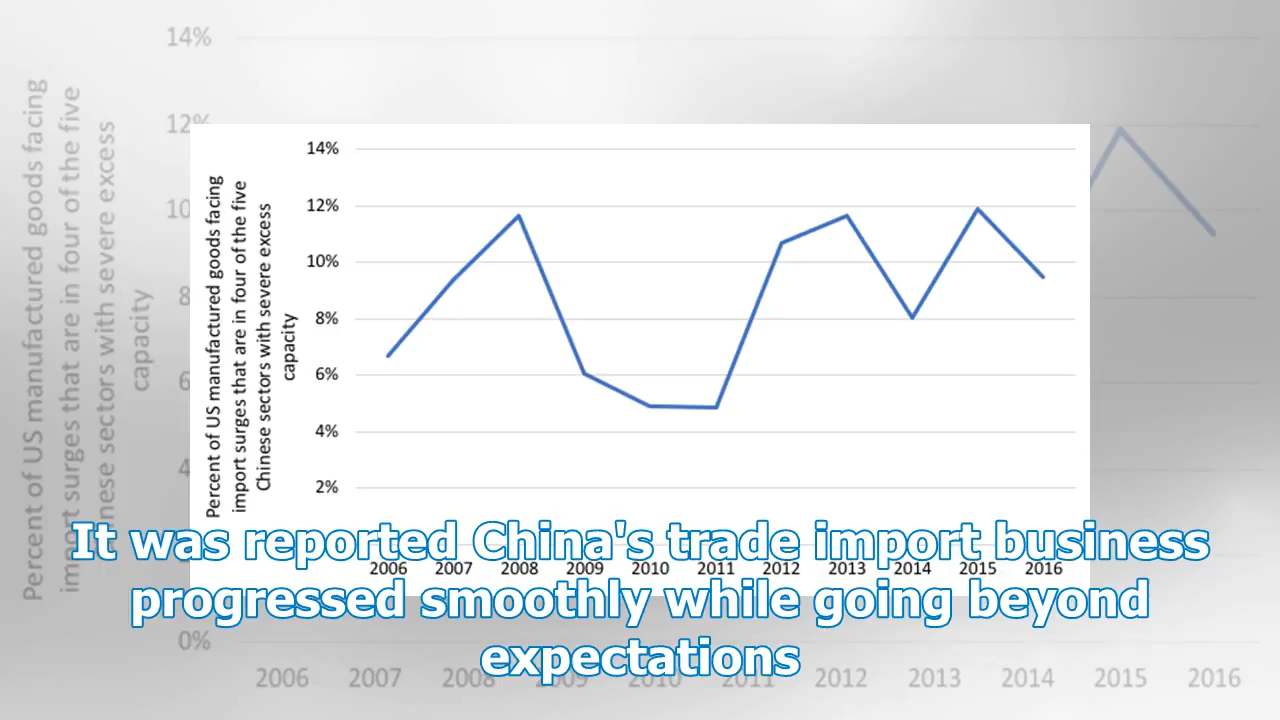 14%
12%
10
8
6
4
0%
Percent of US manufactured goods facing
import surges that are in four of the five
nese sectors with severe excess
capacity
2006 2007 2008 2009 2010 2011 2012 2013 2014 2015 2016
Percent of US manufactured goods facing
import surges that are in four of the five
Chinese sectors with severe excess
capacity
14%
12%
10%
8%
6%
4%
2%
2006 2007 2008 2009 2010 2011 2012 2013 2014 2015 2016
It was reported China's trade import business
progressed smoothly while going beyond
expectations